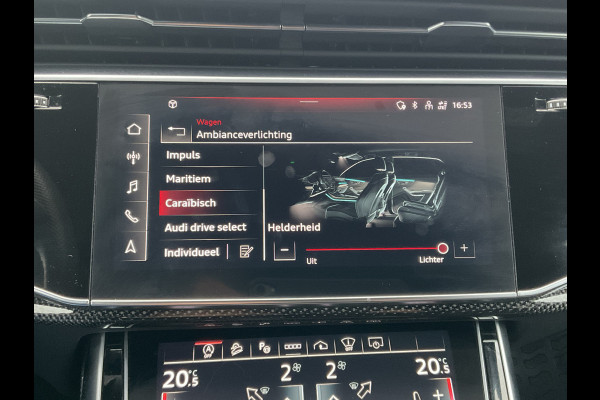 16:53
Wagen
Ambianceverlichting
Impuls
Maritiem
Caraïbisch
Audi drive select
Individueel
Helderheid
− +
Uit Lichter
20.5 °C 2 2 20.5 °C